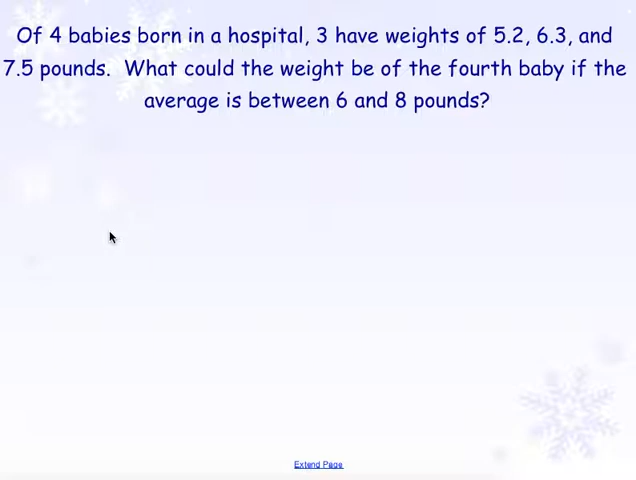 Of 4 babies born in a hospital, 3 have weights of 5.2, 6.3, and
7.5 pounds.  What could the weight be of the fourth baby if the
average is between 6 and 8 pounds?
Extend Page